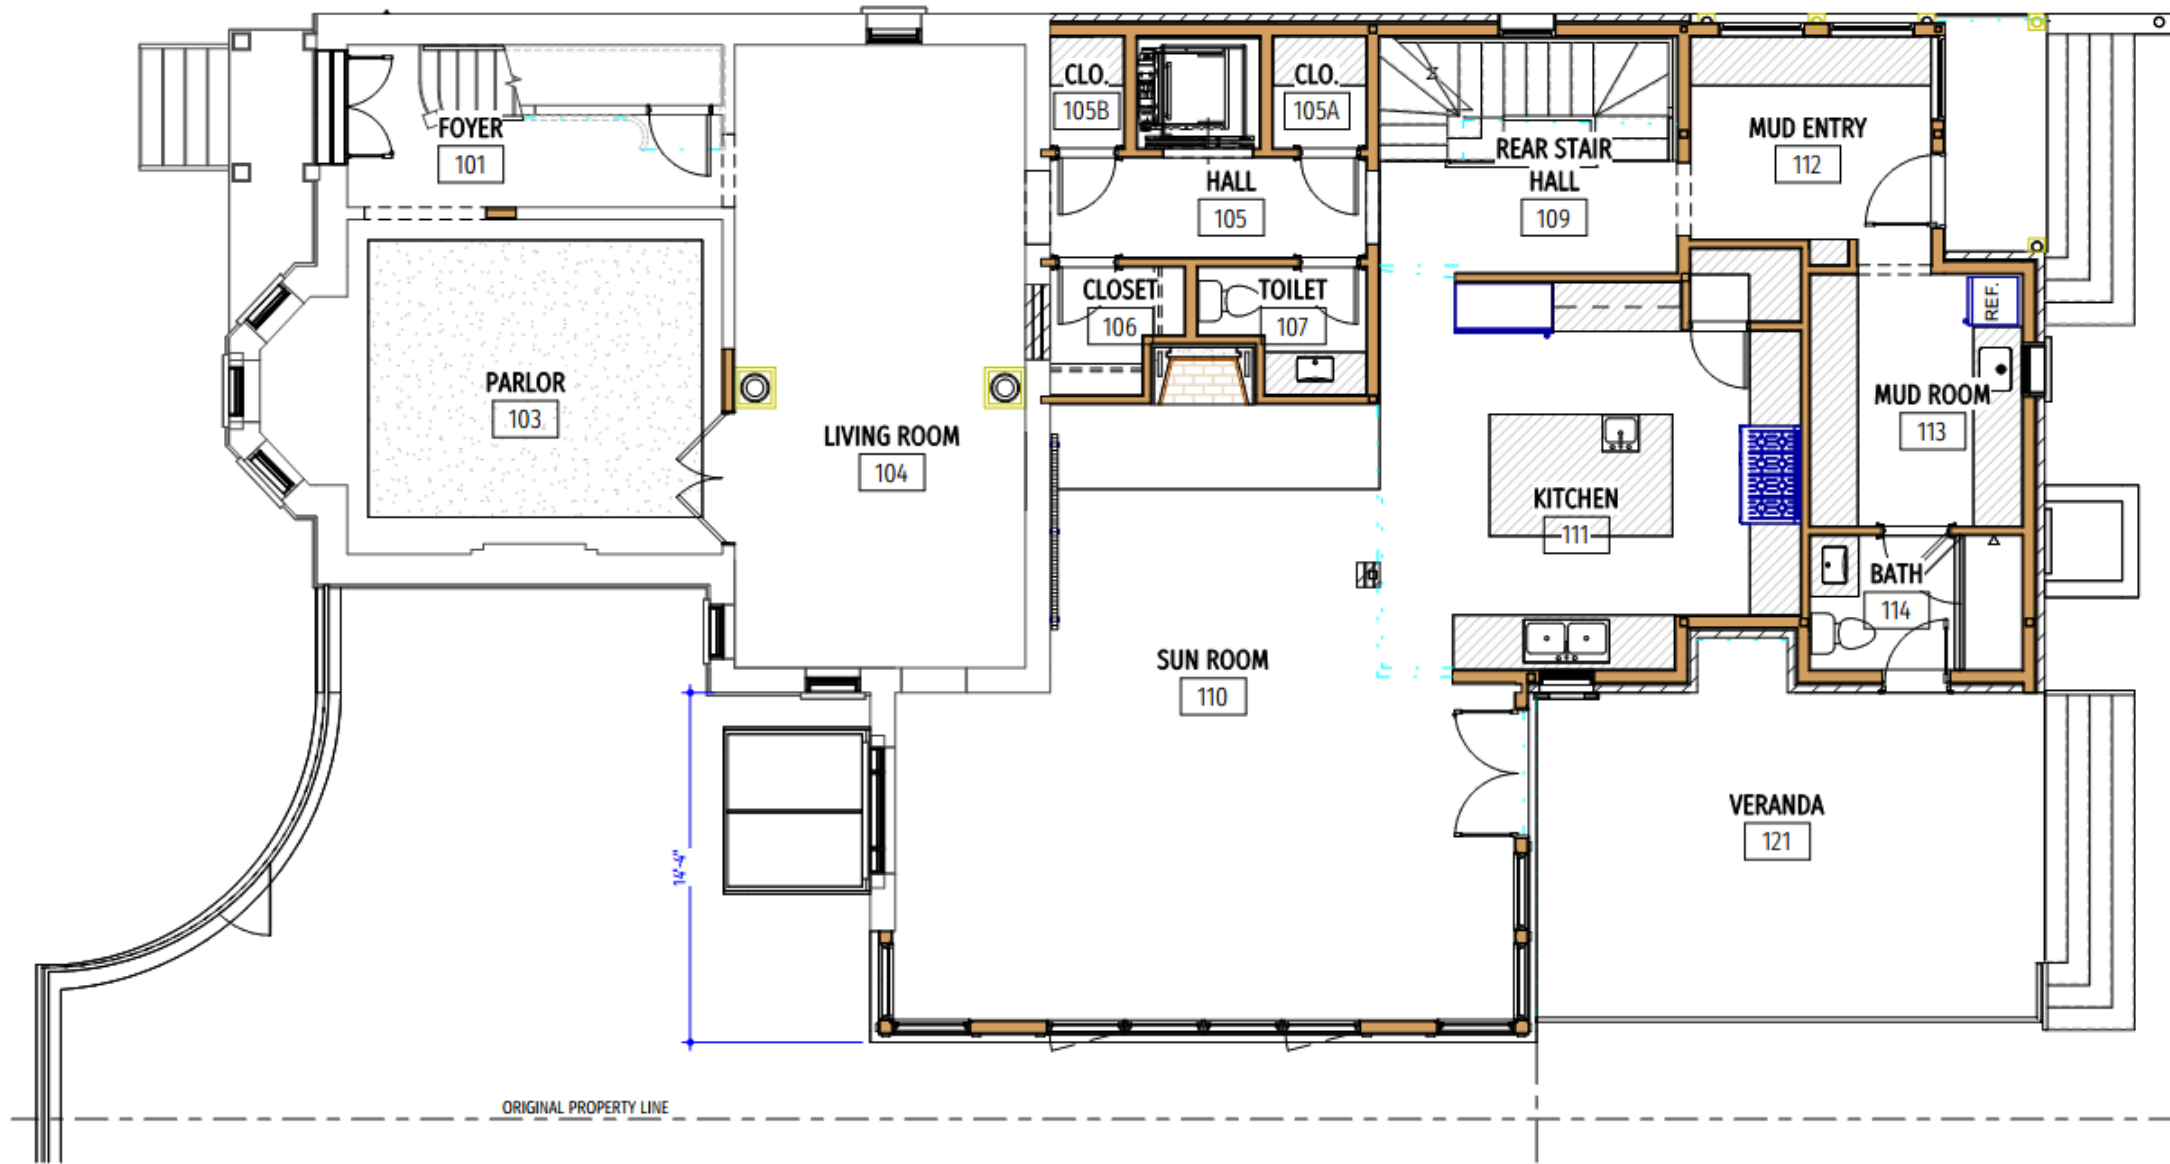 FOYER
101
CLO.
105B
CLO.
105A
HALL
105
REAR STAIR
HALL
109
MUD ENTRY
112
CLOSET
106
TOILET
107
REF.
PARLOR
103
LIVING ROOM
104
MUD ROOM
113
KITCHEN
111
BATH
114
SUN ROOM
110
VERANDA
121
14'-4"
ORIGINAL PROPERTY LINE